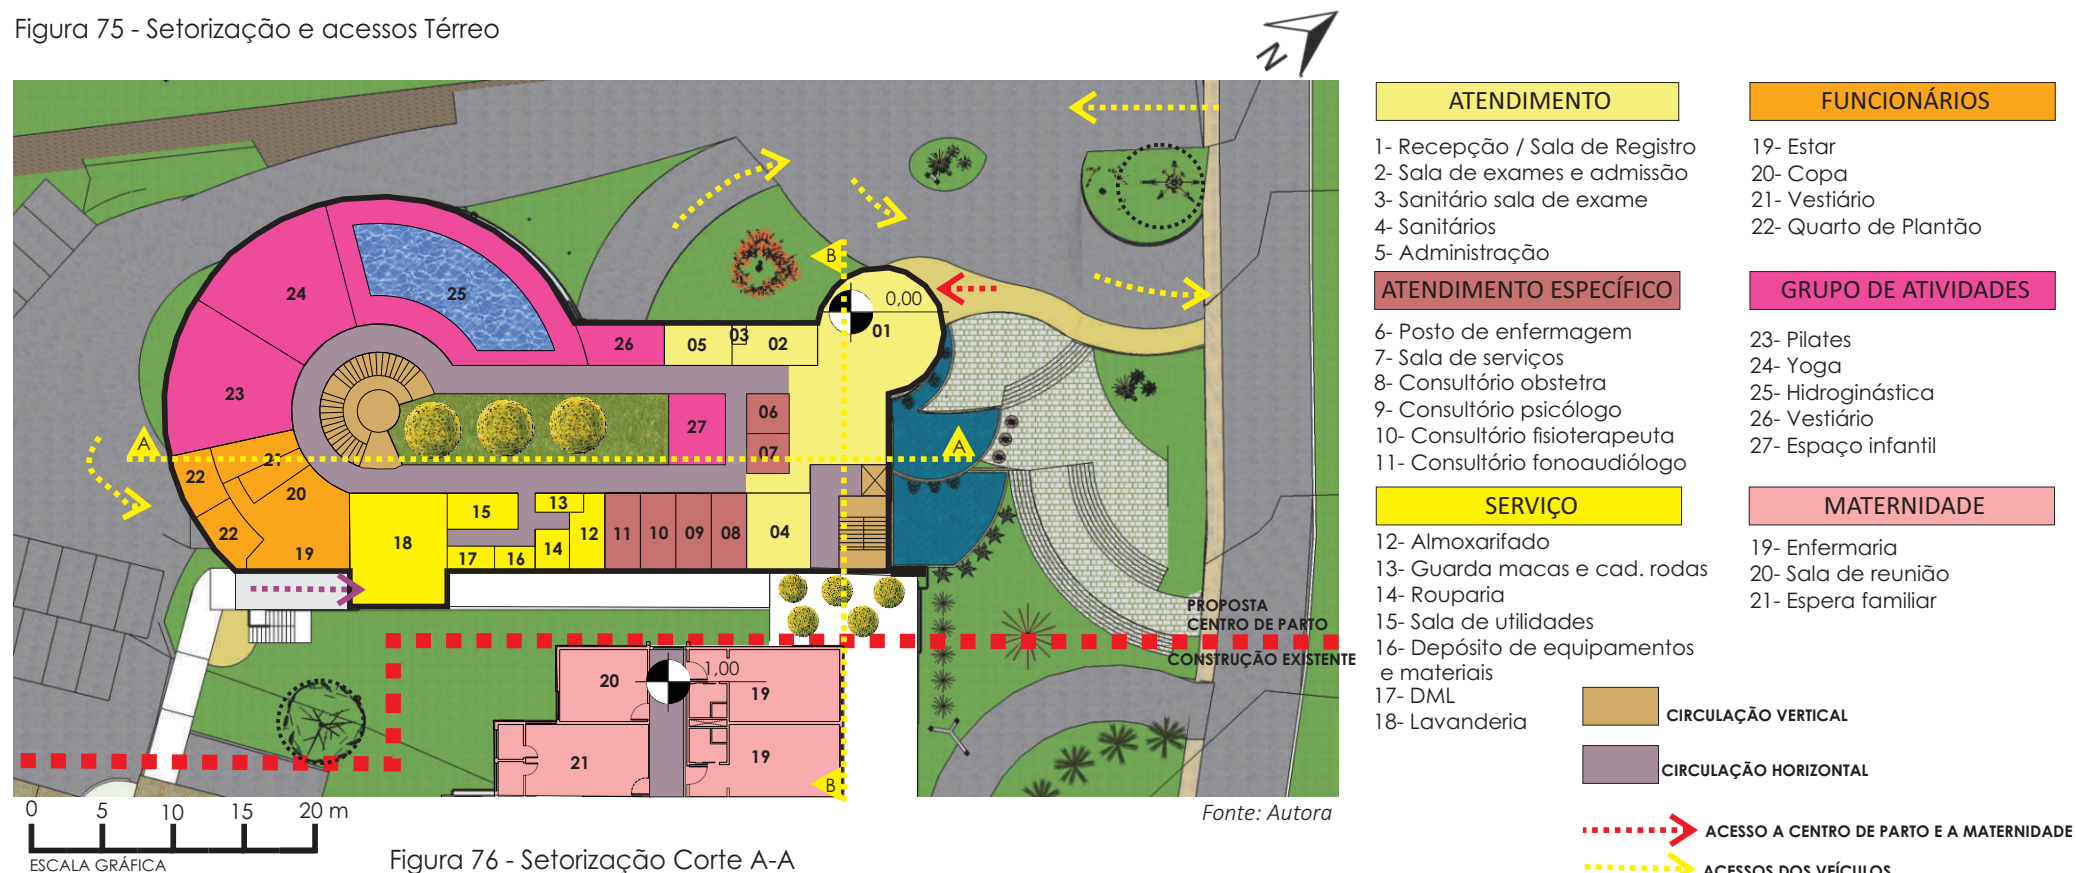 Figura 75 - Setorização e acessos Térreo
N
B
0,00
01
24
25
03
26
05
02
23
06
27
07
A
A
22
21
20
15
13
12
11
10
09
08
04
18
14
22
19
17
16
PROPOSTA
CENTRO DE PARTO
CONSTRUÇÃO EXISTENTE
1,00
20
19
21
19
B
0 5 10 15 20 m
ESCALA GRÁFICA
Fonte: Autora
Figura 76 - Setorização Corte A-A
ATENDIMENTO
1- Recepção / Sala de Registro
2- Sala de exames e admissão
3- Sanitário sala de exame
4- Sanitários
5- Administração
ATENDIMENTO ESPECÍFICO
6- Posto de enfermagem
7- Sala de serviços
8- Consultório obstetra
9- Consultório psicólogo
10- Consultório fisioterapeuta
11- Consultório fonoaudiólogo
SERVIÇO
12- Almoxarifado
13- Guarda macas e cad. rodas
14- Rouparia
15- Sala de utilidades
16- Depósito de equipamentos
e materiais
17- DML
18- Lavanderia
FUNCIONÁRIOS
19- Estar
20- Copa
21- Vestiário
22- Quarto de Plantão
GRUPO DE ATIVIDADES
23- Pilates
24- Yoga
25- Hidroginástica
26- Vestiário
27- Espaço infantil
MATERNIDADE
19- Enfermaria
20- Sala de reunião
21- Espera familiar
CIRCULAÇÃO VERTICAL
CIRCULAÇÃO HORIZONTAL
ACESSO A CENTRO DE PARTO E A MATERNIDADE
ACESSOS DOS VEÍCULOS